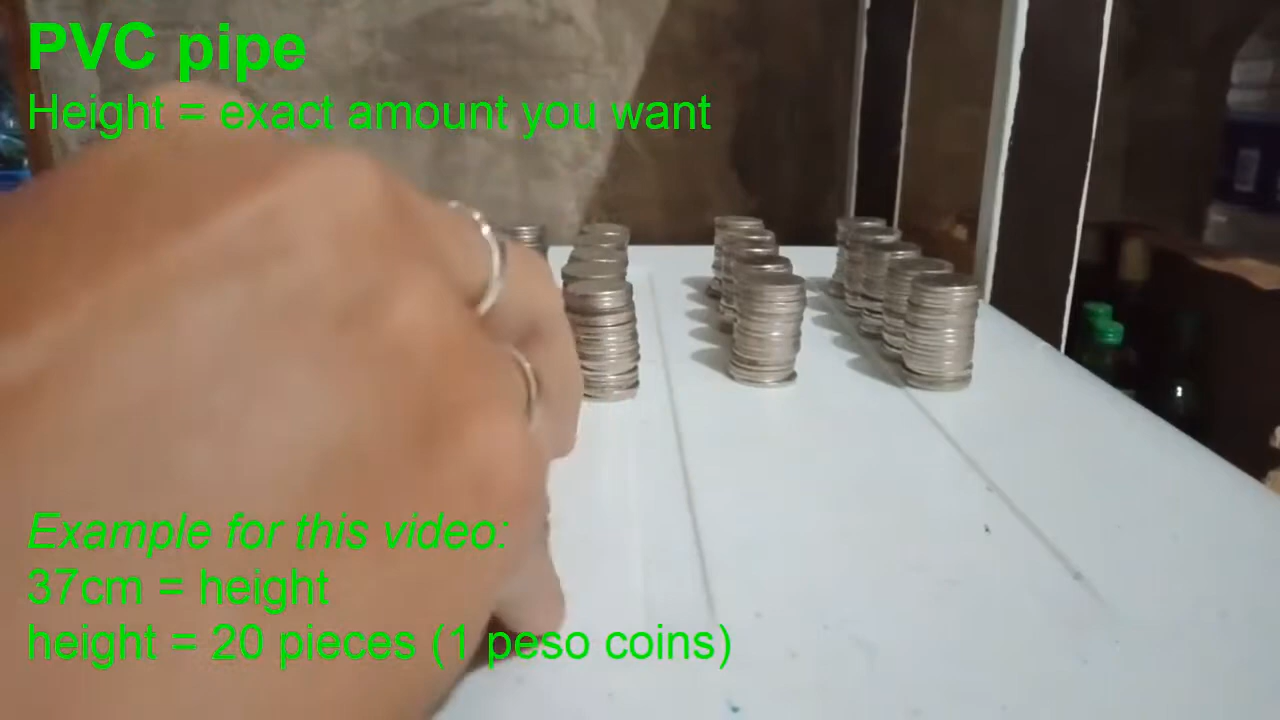 PVC pipe
Height = exact amount you want
Example for this video:
37cm = height
height = 20 pieces (1 peso coins)